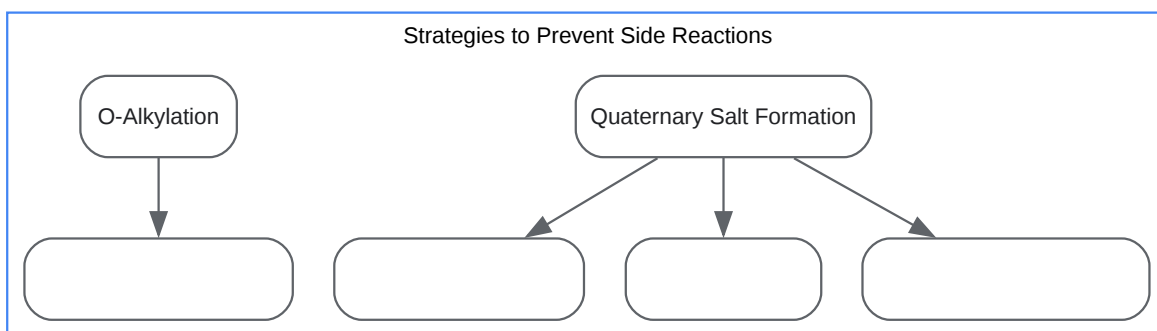 Strategies to Prevent Side Reactions
O-Alkylation
Quaternary Salt Formation